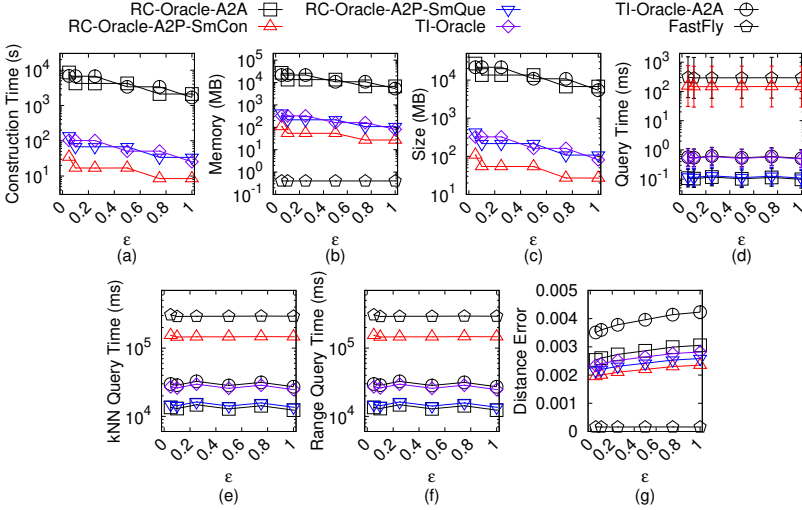 RC-Oracle-A2A RC-Oracle-A2P-SmQue TI-Oracle-A2A
RC-Oracle-A2P-SmCon TI-Oracle FastFly
Construction Time (s)
10^4
10^3
10^2
10^1
0 0.2 0.4 0.6 0.8 1
ε
(a)
Memory (MB)
10^5
10^4
10^3
10^2
10^1
10^0
10^-1
0 0.2 0.4 0.6 0.8 1
ε
(b)
Size (MB)
10^4
10^3
10^2
10^1
0 0.2 0.4 0.6 0.8 1
ε
(c)
Query Time (ms)
10^3
10^2
10^1
10^0
10^-1
0 0.2 0.4 0.6 0.8 1
ε
(d)
kNN Query Time (ms)
10^5
10^4
0 0.2 0.4 0.6 0.8 1
ε
(e)
Range Query Time (ms)
10^5
10^4
0 0.2 0.4 0.6 0.8 1
ε
(f)
Distance Error
0.005
0.004
0.003
0.002
0.001
0
0 0.2 0.4 0.6 0.8 1
ε
(g)